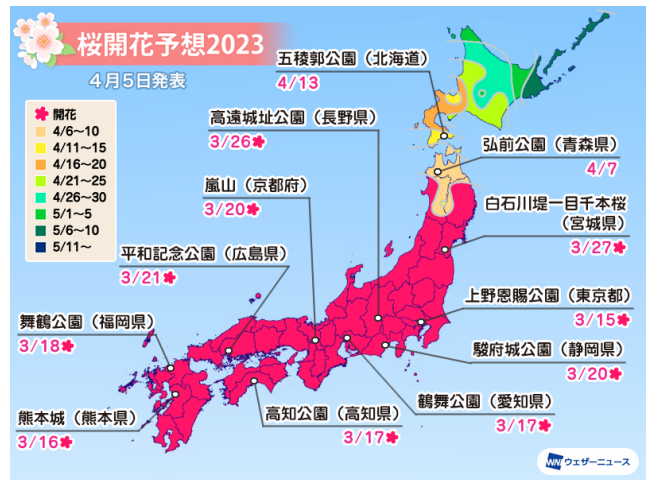 桜開花予想2023
4月5日発表
開花
4/6〜10
4/11〜15
4/16〜20
4/21〜25
4/26〜30
5/1〜5
5/6〜10
5/11〜
五稜郭公園（北海道）
4/13
高遠城址公園（長野県）
3/26
弘前公園（青森県）
4/7
嵐山（京都府）
3/20
白石川堤一目千本桜
（宮城県）
3/27
平和記念公園（広島県）
3/21
上野恩賜公園（東京都）
3/15
舞鶴公園（福岡県）
3/18
駿府城公園（静岡県）
3/20
鶴舞公園（愛知県）
3/17
熊本城（熊本県）
3/16
高知公園（高知県）
3/17
WN ウェザーニュース